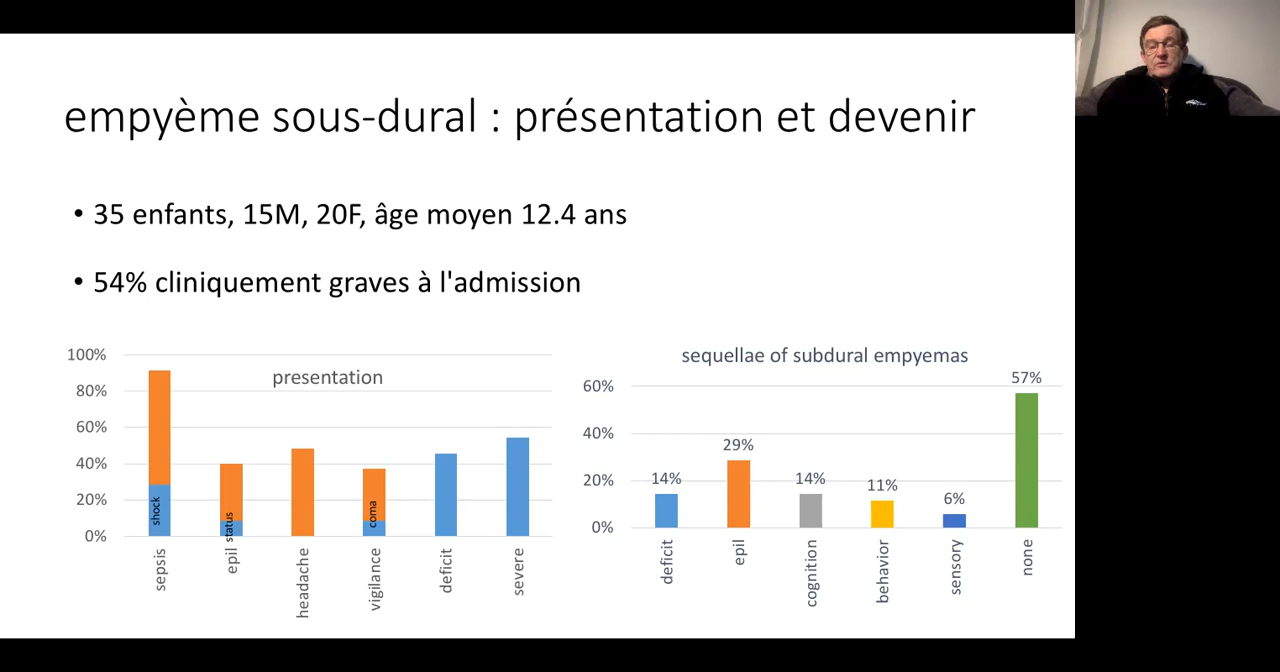 empyème sous-dural : présentation et devenir
• 35 enfants, 15M, 20F, âge moyen 12.4 ans
• 54% cliniquement graves à l'admission
presentation
100%
80%
60%
40%
20%
0%
shock
status
coma
sepsis
epil
headache
vigilance
deficit
severe
sequellae of subdural empyemas
60%
40%
20%
0%
14%
29%
14%
11%
6%
57%
deficit
epil
cognition
behavior
sensory
none